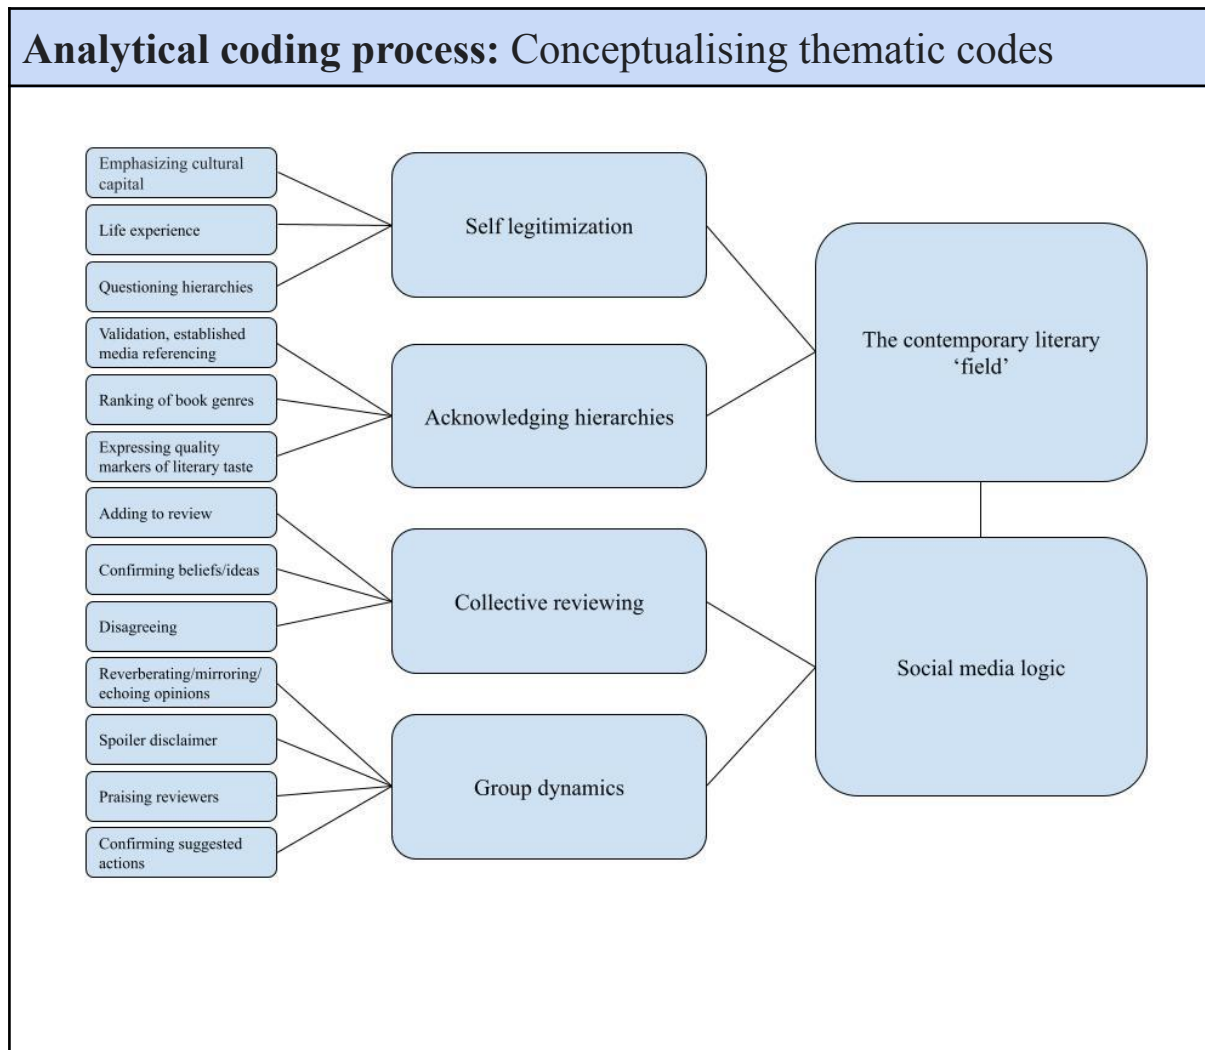 Analytical coding process: Conceptualising thematic codes
Emphasizing cultural
capital
Life experience
Questioning hierarchies
Validation, established
media referencing
Ranking of book genres
Expressing quality
markers of literary taste
Adding to review
Confirming beliefs/ideas
Disagreeing
Reverberating/mirroring/
echoing opinions
Spoiler disclaimer
Praising reviewers
Confirming suggested
actions
Self legitimization
Acknowledging hierarchies
Collective reviewing
Group dynamics
The contemporary literary
‘field’
Social media logic